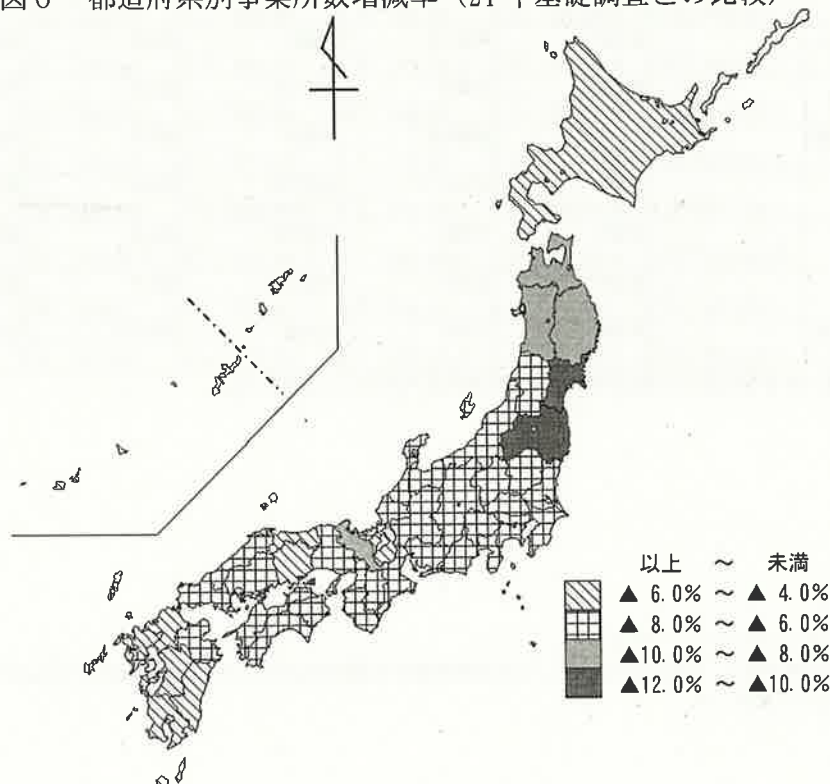 図6 都道府県別事業所数増減率(21年基礎調査との比較)
以上 ～ 未満
▲ 6.0% ～ ▲ 4.0%
▲ 8.0% ～ ▲ 6.0%
▲10.0% ～ ▲ 8.0%
▲12.0% ～ ▲10.0%